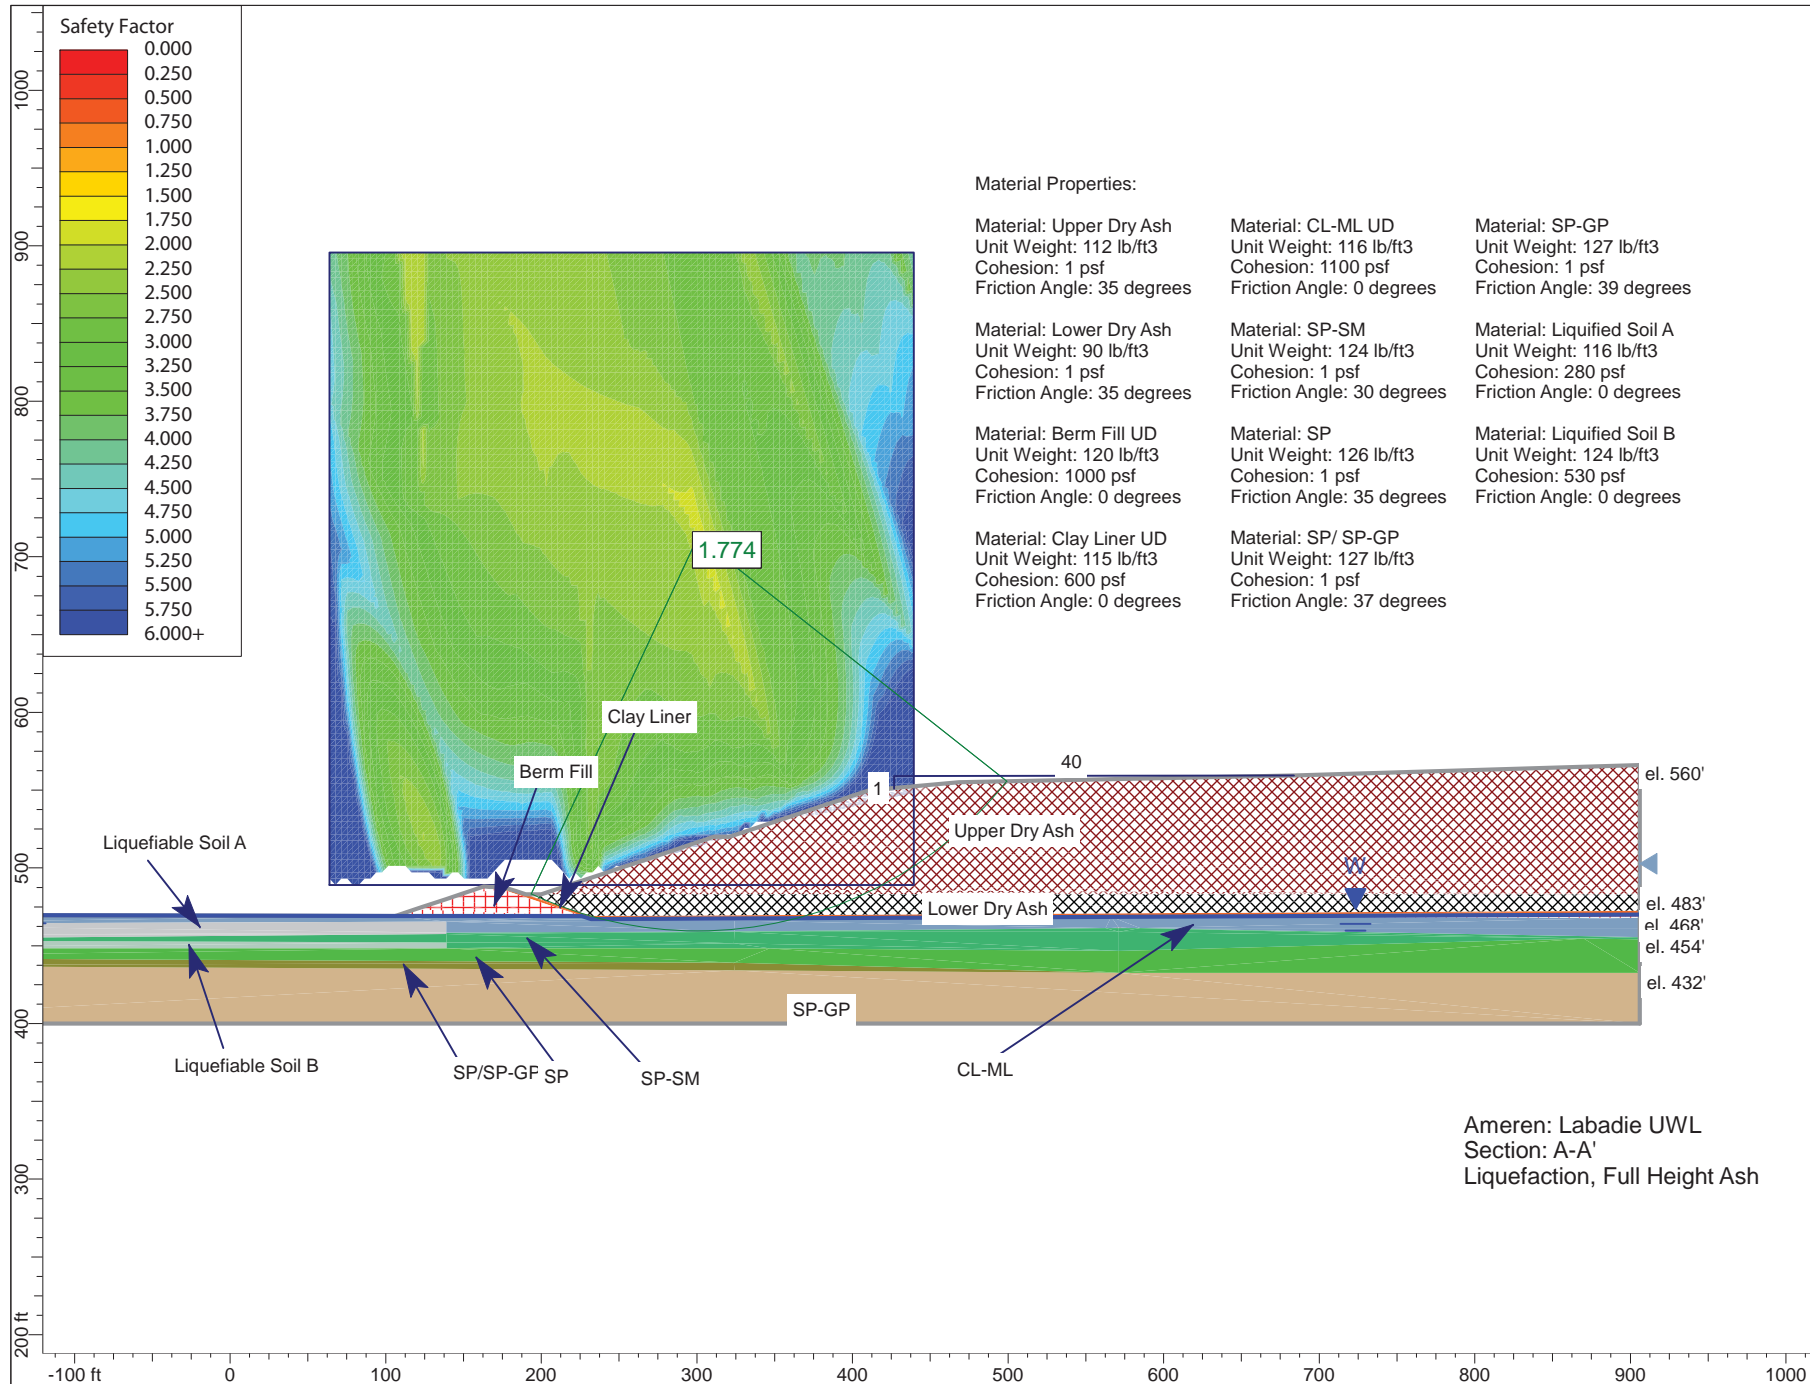 Safety Factor
0.000
0.250
0.500
0.750
1.000
1.250
1.500
1.750
2.000
2.250
2.500
2.750
3.000
3.250
3.500
3.750
4.000
4.250
4.500
4.750
5.000
5.250
5.500
5.750
6.000+
1000
900
800
700
600
500
400
300
200 ft
Material Properties:
Material: Upper Dry Ash
Unit Weight: 112 lb/ft3
Cohesion: 1 psf
Friction Angle: 35 degrees
Material: Lower Dry Ash
Unit Weight: 90 lb/ft3
Cohesion: 1 psf
Friction Angle: 35 degrees
Material: Berm Fill UD
Unit Weight: 120 lb/ft3
Cohesion: 1000 psf
Friction Angle: 0 degrees
Material: Clay Liner UD
Unit Weight: 115 lb/ft3
Cohesion: 600 psf
Friction Angle: 0 degrees
Material: CL-ML UD
Unit Weight: 116 lb/ft3
Cohesion: 1100 psf
Friction Angle: 0 degrees
Material: SP-SM
Unit Weight: 124 lb/ft3
Cohesion: 1 psf
Friction Angle: 30 degrees
Material: SP
Unit Weight: 126 lb/ft3
Cohesion: 1 psf
Friction Angle: 35 degrees
Material: SP/ SP-GP
Unit Weight: 127 lb/ft3
Cohesion: 1 psf
Friction Angle: 37 degrees
Material: SP-GP
Unit Weight: 127 lb/ft3
Cohesion: 1 psf
Friction Angle: 39 degrees
Material: Liquified Soil A
Unit Weight: 116 lb/ft3
Cohesion: 280 psf
Friction Angle: 0 degrees
Material: Liquified Soil B
Unit Weight: 124 lb/ft3
Cohesion: 530 psf
Friction Angle: 0 degrees
1.774
Clay Liner
Berm Fill
40
1
el. 560'
Upper Dry Ash
Liquefiable Soil A
W
Lower Dry Ash
el. 483'
el. 468'
el. 454'
el. 432'
SP-GP
Liquefiable Soil B
SP/SP-GP
SP
SP-SM
CL-ML
Ameren: Labadie UWL
Section: A-A'
Liquefaction, Full Height Ash
-100 ft
0
100
200
300
400
500
600
700
800
900
1000